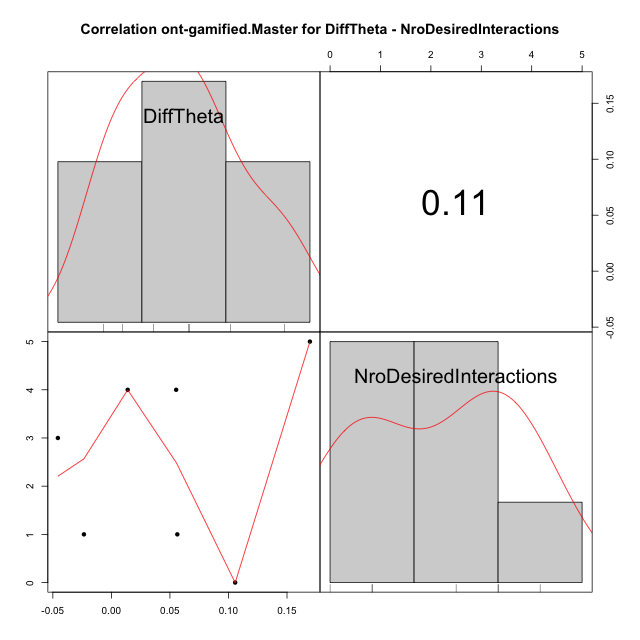 Correlation ont-gamified.Master for DiffTheta - NroDesiredInteractions
0 1 2 3 4 5
DiffTheta
0.11
0.15
0.10
0.05
0.00
-0.05
5
4
3
2
1
0
NroDesiredInteractions
-0.05 0.00 0.05 0.10 0.15